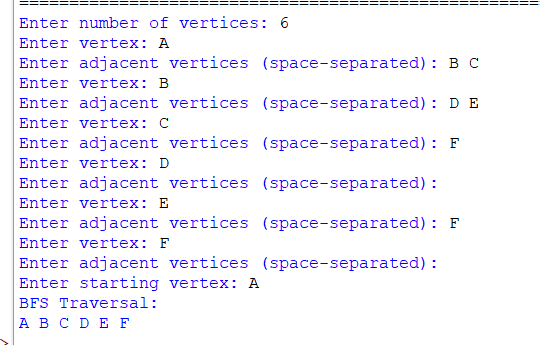 ==================================================
Enter number of vertices: 6
Enter vertex: A
Enter adjacent vertices (space-separated): B C
Enter vertex: B
Enter adjacent vertices (space-separated): D E
Enter vertex: C
Enter adjacent vertices (space-separated): F
Enter vertex: D
Enter adjacent vertices (space-separated):
Enter vertex: E
Enter adjacent vertices (space-separated): F
Enter vertex: F
Enter adjacent vertices (space-separated):
Enter starting vertex: A
BFS Traversal:
A B C D E F
>